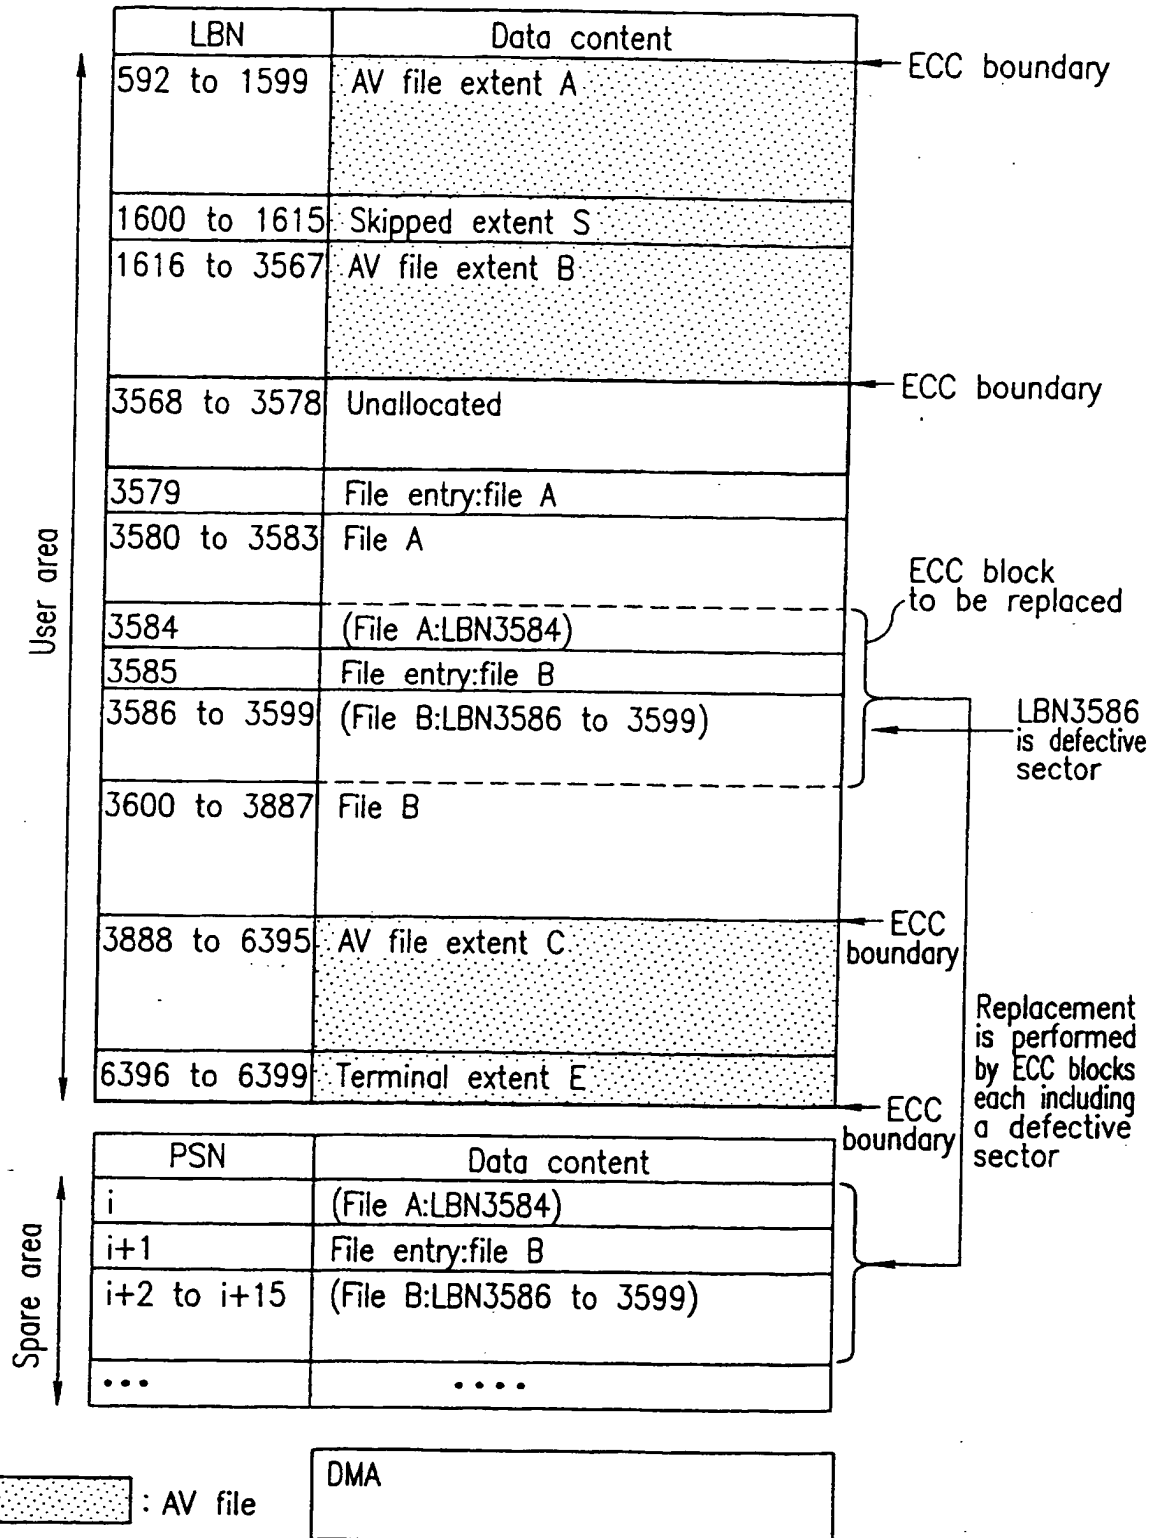 LBN Data content
592 to 1599 AV file extent A
1600 to 1615 Skipped extent S
1616 to 3567 AV file extent B
3568 to 3578 Unallocated
3579 File entry:file A
3580 to 3583 File A
3584 (File A:LBN3584)
3585 File entry:file B
3586 to 3599 (File B:LBN3586 to 3599)
3600 to 3887 File B
3888 to 6395 AV file extent C
6396 to 6399 Terminal extent E
User area
ECC boundary
ECC boundary
ECC block
to be replaced
LBN3586
is defective
sector
ECC
boundary
Replacement
is performed
by ECC blocks
each including
a defective
sector
ECC
boundary
PSN Data content
i (File A:LBN3584)
i+1 File entry:file B
i+2 to i+15 (File B:LBN3586 to 3599)
••• ••••
Spare area
DMA
: AV file